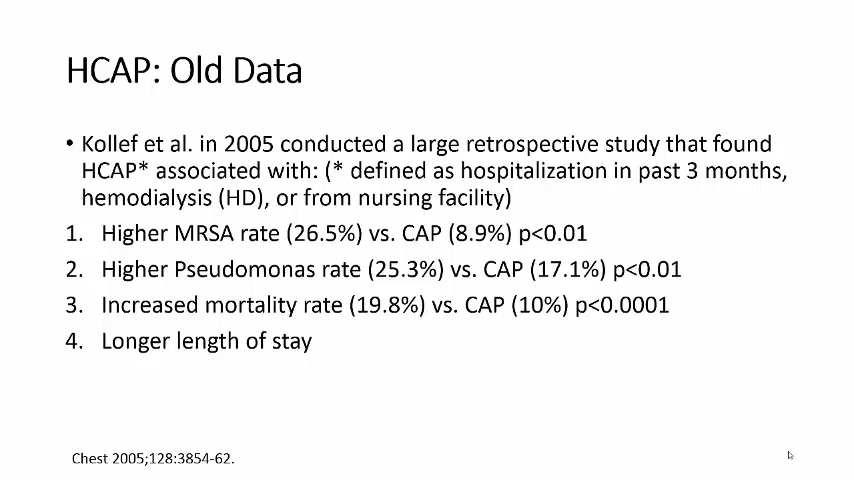 HCAP: Old Data
• Kollef et al. in 2005 conducted a large retrospective study that found
HCAP* associated with: (* defined as hospitalization in past 3 months,
hemodialysis (HD), or from nursing facility)
1. Higher MRSA rate (26.5%) vs. CAP (8.9%) p<0.01
2. Higher Pseudomonas rate (25.3%) vs. CAP (17.1%) p<0.01
3. Increased mortality rate (19.8%) vs. CAP (10%) p<0.0001
4. Longer length of stay
Chest 2005;128:3854-62.